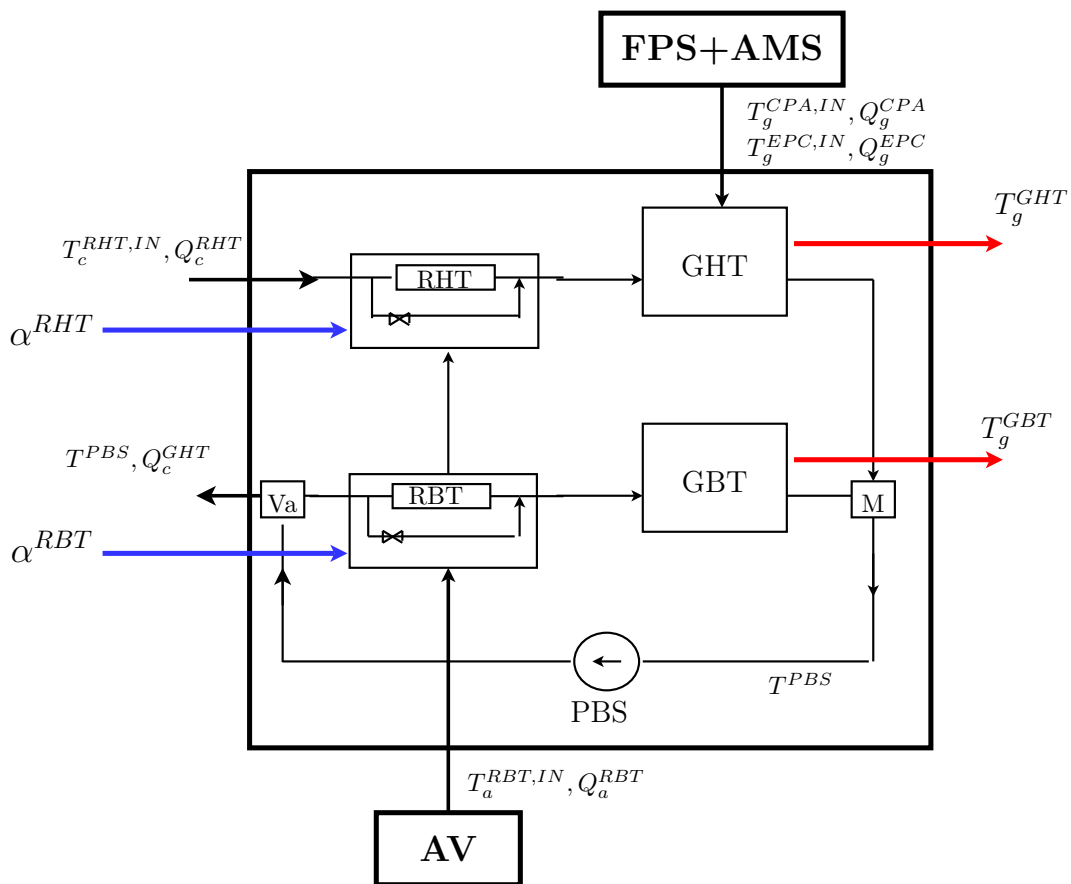 FPS+AMS
T_g^{CPA,IN}, Q_g^{CPA}
T_g^{EPC,IN}, Q_g^{EPC}
T_g^{GHT}
T_c^{RHT,IN}, Q_c^{RHT}
GHT
RHT
α^{RHT}
T_g^{GBT}
T^{PBS}, Q_c^{GHT}
GBT
RBT
Va
M
α^{RBT}
T^{PBS}
PBS
T_a^{RBT,IN}, Q_a^{RBT}
AV